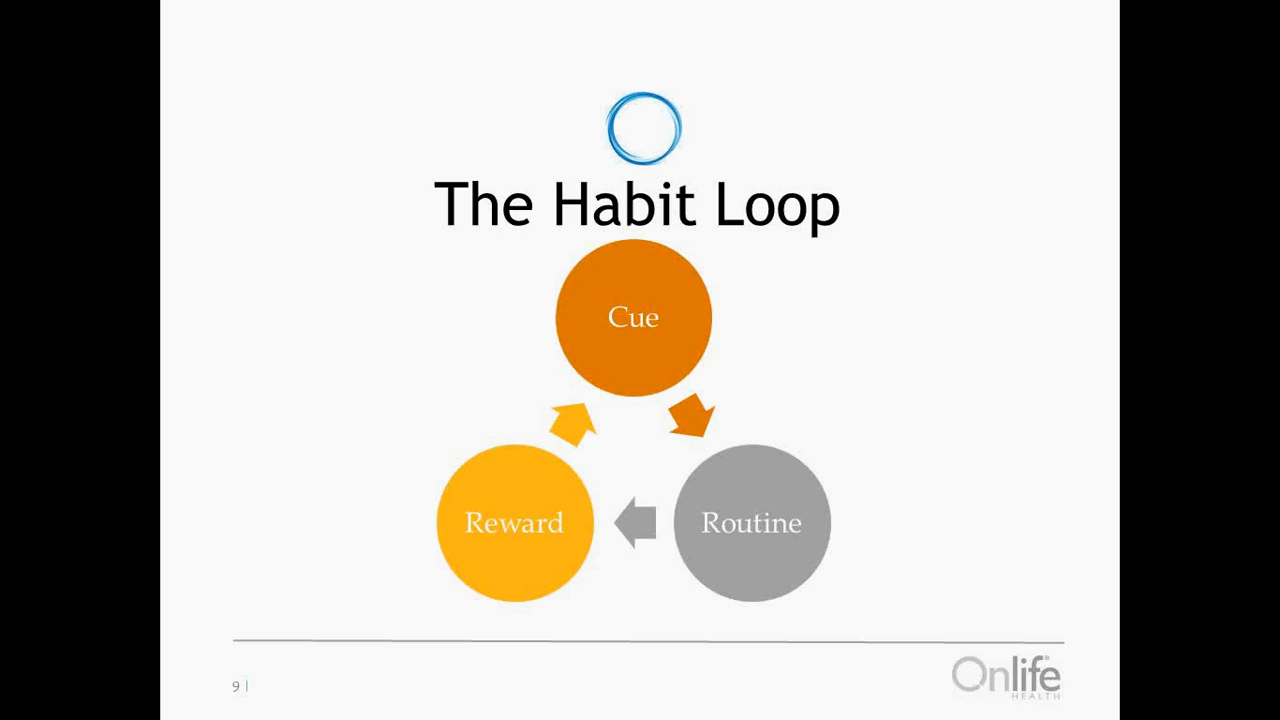 The Habit Loop
Cue
Reward
Routine
9 |
Onlife
HEALTH